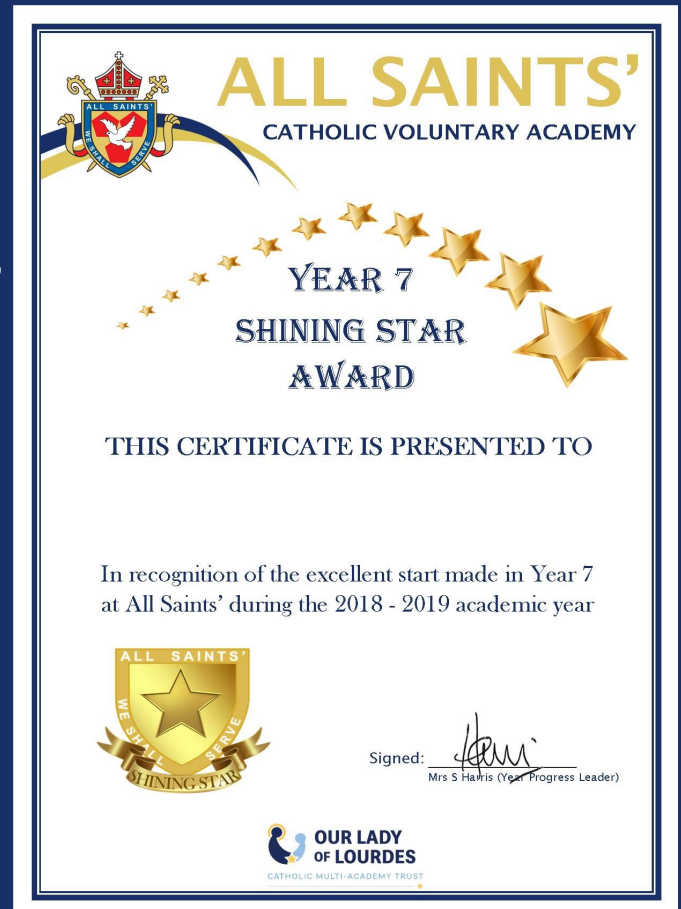 ALL SAINTS'
CATHOLIC VOLUNTARY ACADEMY
ALL SAINTS'
WE SHALL SERVE
YEAR 7
SHINING STAR
AWARD
THIS CERTIFICATE IS PRESENTED TO
In recognition of the excellent start made in Year 7
at All Saints' during the 2018 - 2019 academic year
ALL SAINTS'
WE SHALL SERVE
SHINING STAR
Signed:
Mrs S Harris (Year Progress Leader)
OUR LADY
OF LOURDES
CATHOLIC MULTI-ACADEMY TRUST